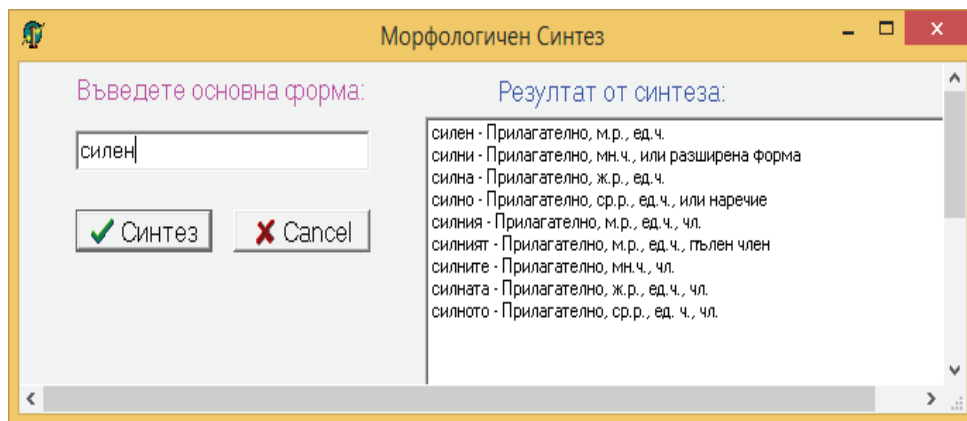 Морфологичен Синтез
Въведете основна форма:
силен
Синтез
Cancel
Резултат от синтеза:
силен - Прилагателно, м.р., ед.ч.
силни - Прилагателно, мн.ч., или разширена форма
силна - Прилагателно, ж.р., ед.ч.
силно - Прилагателно, ср.р., ед.ч., или наречие
силния - Прилагателно, м.р., ед.ч., чл.
силният - Прилагателно, м.р., ед.ч., пълен член
силните - Прилагателно, мн.ч., чл.
силната - Прилагателно, ж.р., ед.ч., чл.
силното - Прилагателно, ср.р., ед. ч., чл.